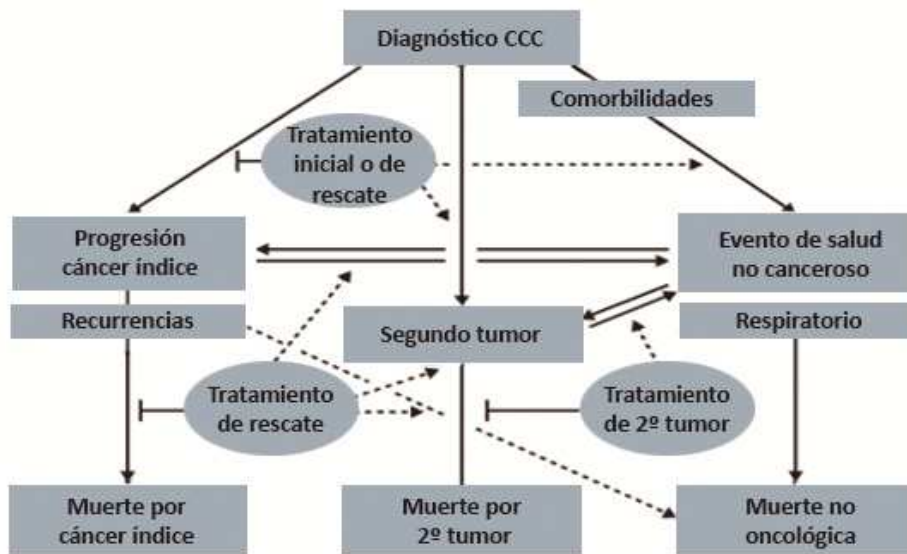 Diagnóstico CCC
Comorbilidades
Tratamiento
inicial o de
rescate
Progresión
cáncer índice
Evento de salud
no canceroso
Recurrencias
Segundo tumor
Respiratorio
Tratamiento
de rescate
Tratamiento
de 2º tumor
Muerte por
cáncer índice
Muerte por
2º tumor
Muerte no
oncológica